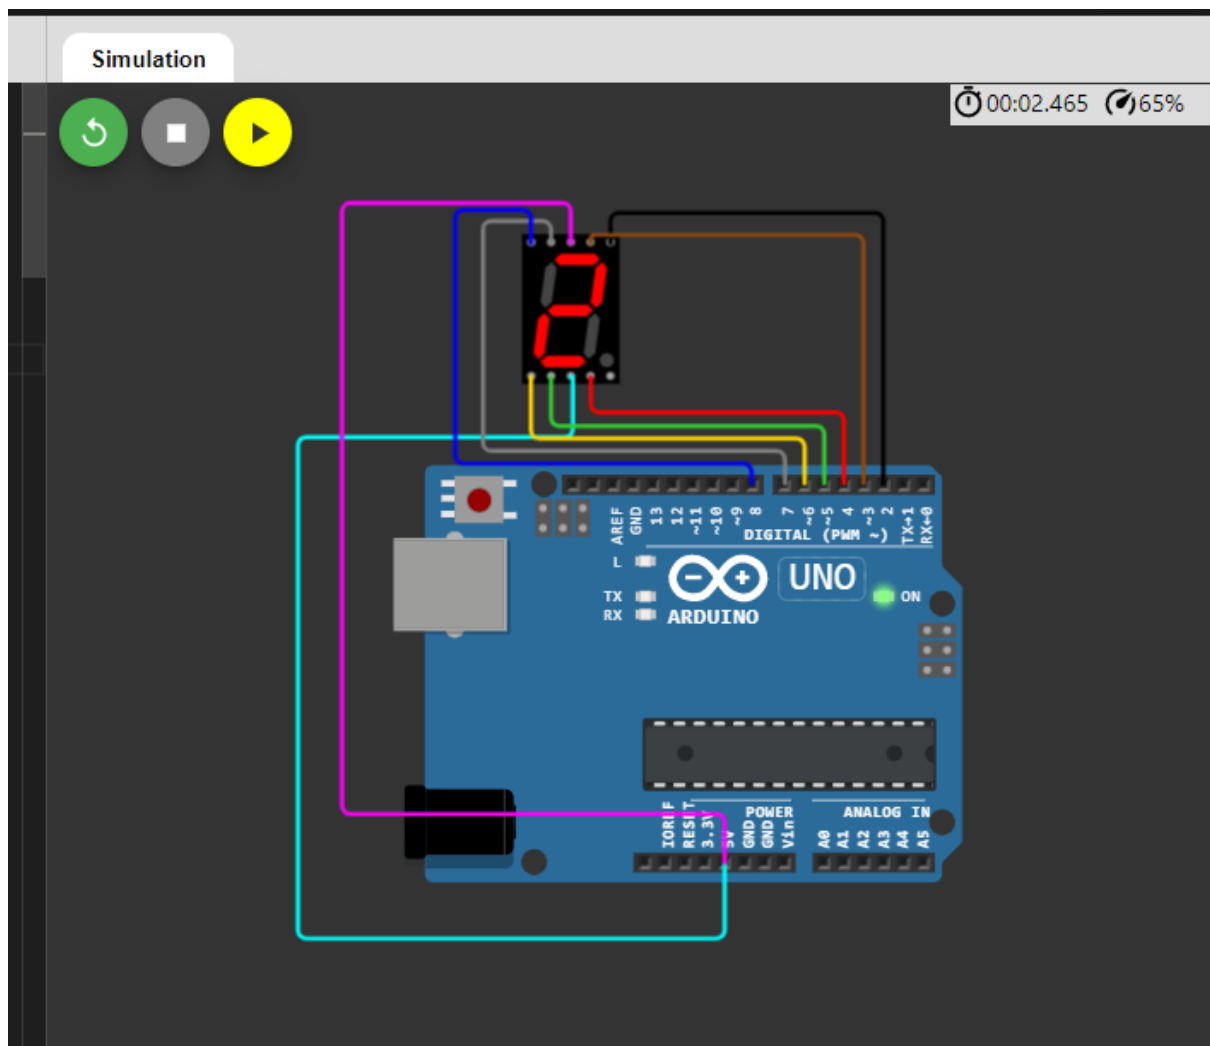 Simulation
00:02.465 65%
AREF
GND
13
12
~11
~10
~9
8
7
~6
~5
4
~3
2
TX→1
RX←0
DIGITAL (PWM ~)
L
TX
RX
UNO
ON
ARDUINO
IOREF
RESET
3.3V
5V
GND
GND
Vin
POWER
ANALOG IN
A0
A1
A2
A3
A4
A5
2